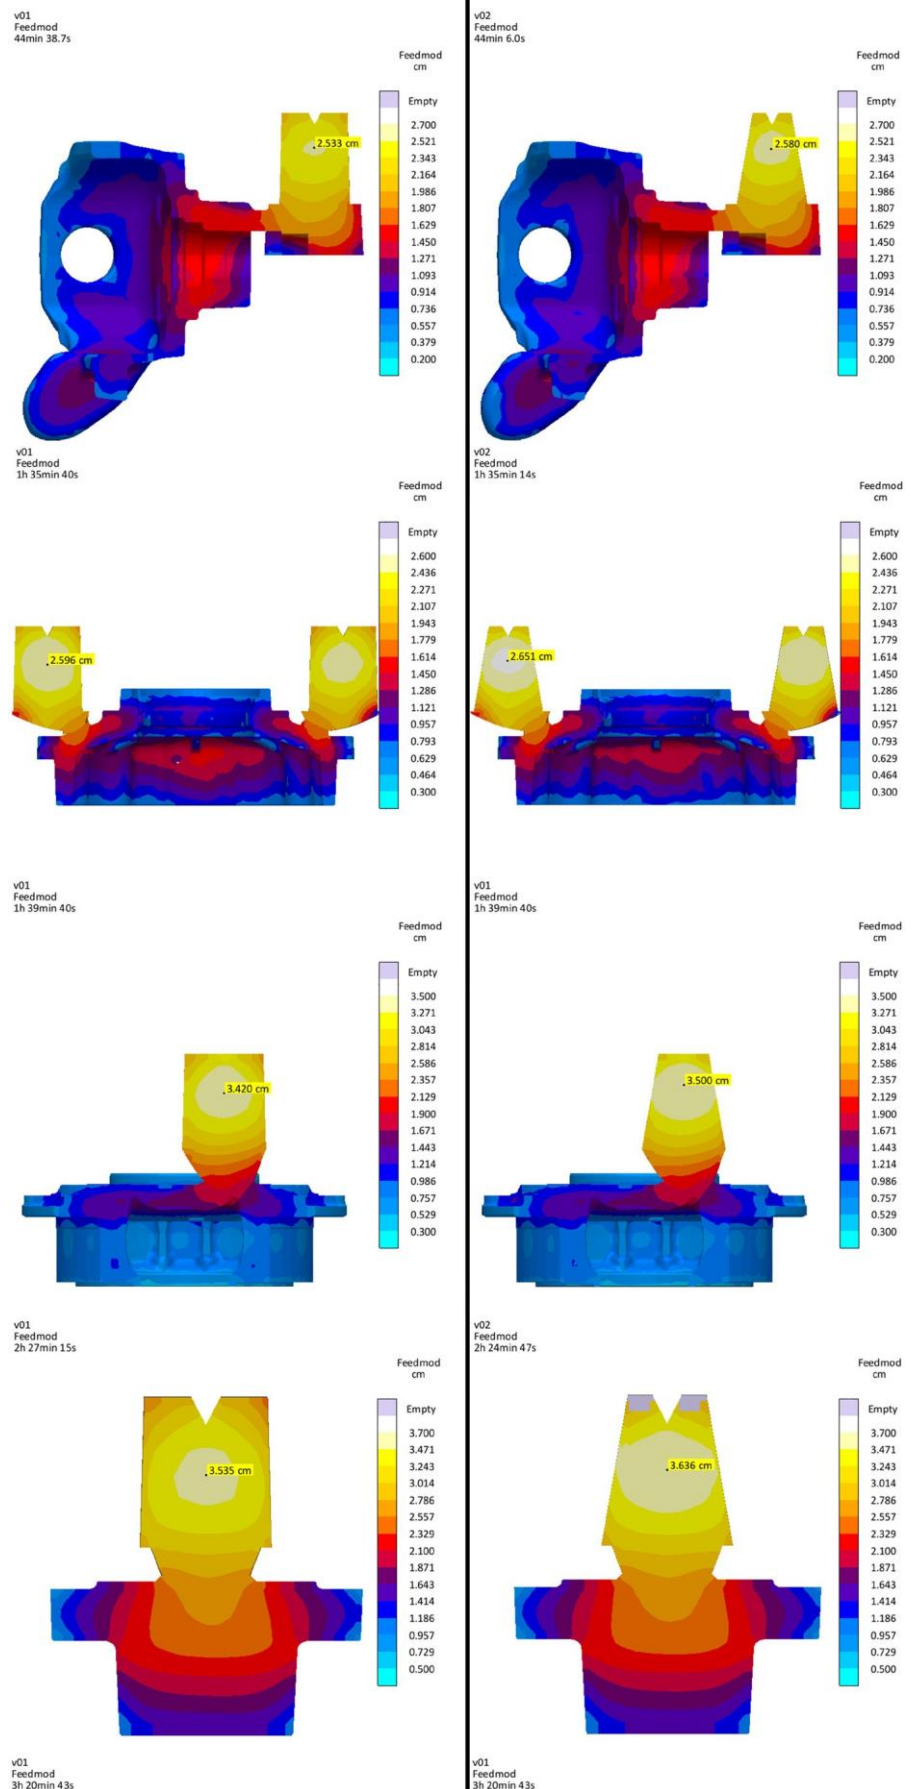 v01
Feedmod
44min 38.7s
Feedmod
cm
Empty
2.700
2.521
2.343
2.164
1.986
1.807
1.629
1.450
1.271
1.093
0.914
0.736
0.557
0.379
0.200
2.533 cm
v02
Feedmod
44min 6.0s
Feedmod
cm
Empty
2.700
2.521
2.343
2.164
1.986
1.807
1.629
1.450
1.271
1.093
0.914
0.736
0.557
0.379
0.200
2.580 cm
v01
Feedmod
1h 35min 40s
Feedmod
cm
Empty
2.600
2.436
2.271
2.107
1.943
1.779
1.614
1.450
1.286
1.121
0.957
0.793
0.629
0.464
0.300
2.596 cm
v02
Feedmod
1h 35min 14s
Feedmod
cm
Empty
2.600
2.436
2.271
2.107
1.943
1.779
1.614
1.450
1.286
1.121
0.957
0.793
0.629
0.464
0.300
2.651 cm
v01
Feedmod
1h 39min 40s
Feedmod
cm
Empty
3.500
3.271
3.043
2.814
2.586
2.357
2.129
1.900
1.671
1.443
1.214
0.986
0.757
0.529
0.300
3.420 cm
v01
Feedmod
1h 39min 40s
Feedmod
cm
Empty
3.500
3.271
3.043
2.814
2.586
2.357
2.129
1.900
1.671
1.443
1.214
0.986
0.757
0.529
0.300
3.500 cm
v01
Feedmod
2h 27min 15s
Feedmod
cm
Empty
3.700
3.471
3.243
3.014
2.786
2.557
2.329
2.100
1.871
1.643
1.414
1.186
0.957
0.729
0.500
3.535 cm
v02
Feedmod
2h 24min 47s
Feedmod
cm
Empty
3.700
3.471
3.243
3.014
2.786
2.557
2.329
2.100
1.871
1.643
1.414
1.186
0.957
0.729
0.500
3.636 cm
v01
Feedmod
3h 20min 43s
v01
Feedmod
3h 20min 43s